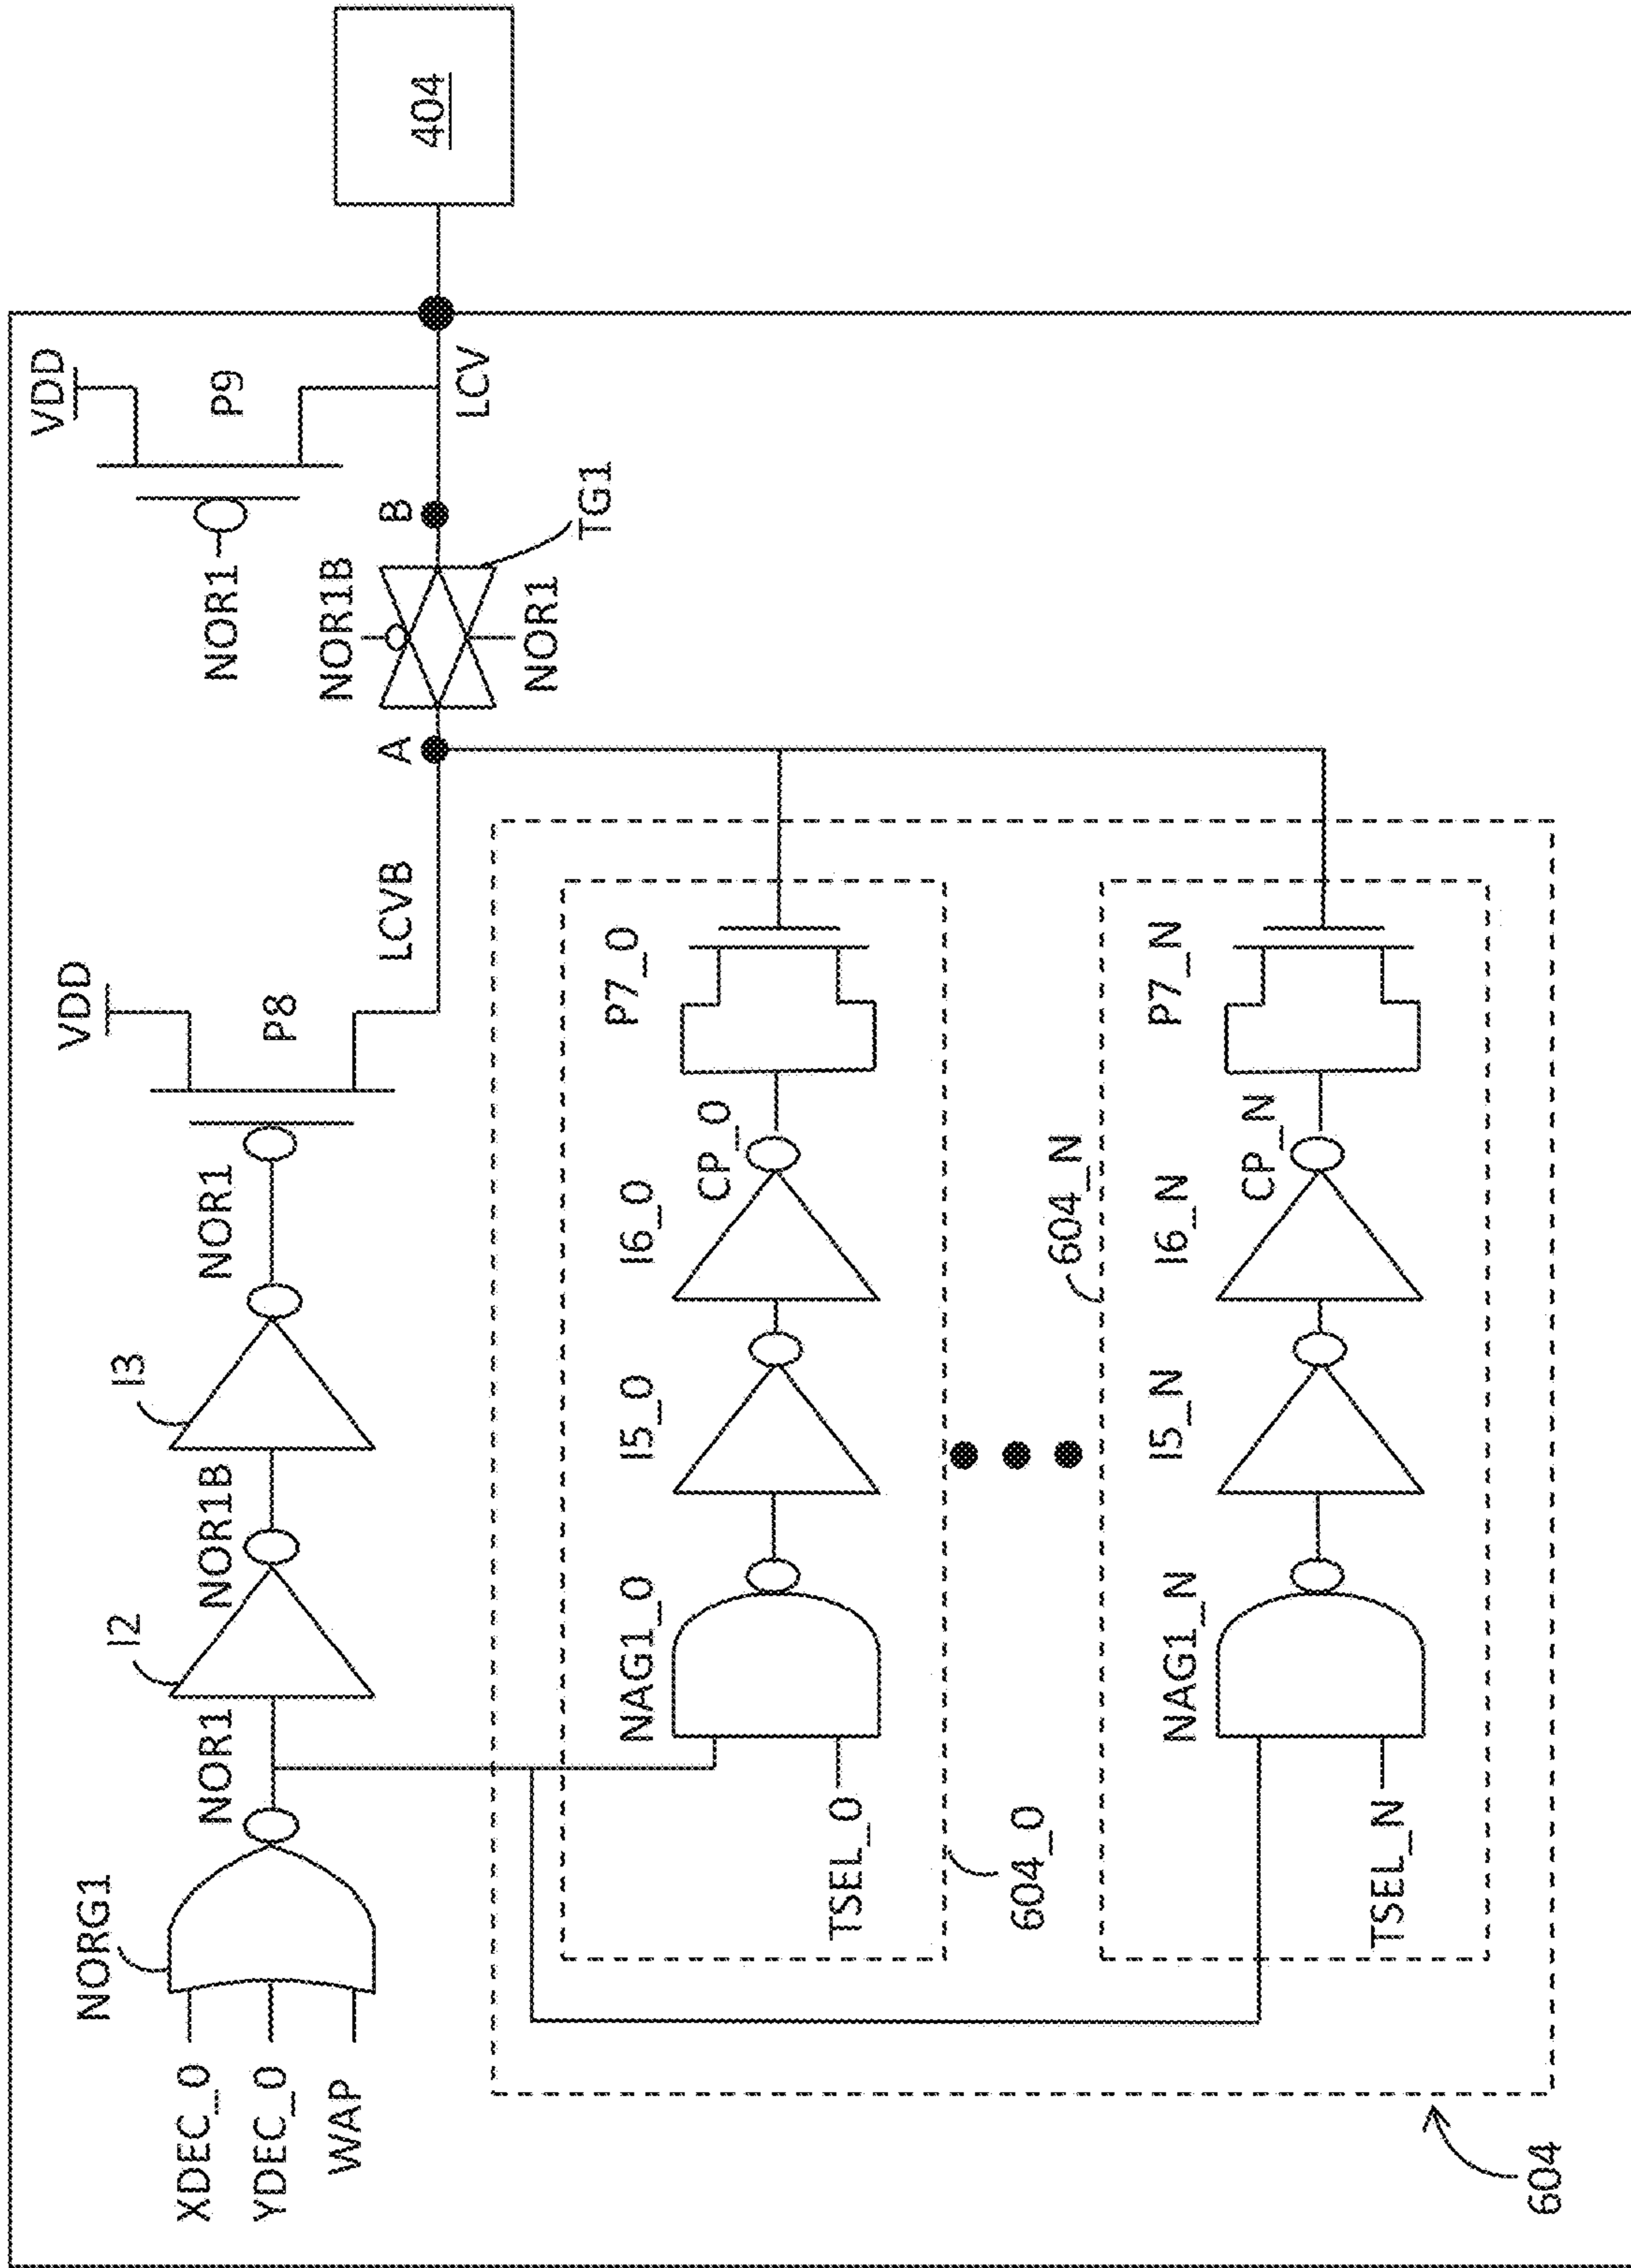 VDD
VDD
P9
404
NORG1
I2
I3
P8
NOR1
XDEC_0
YDEC_0
WAP
NOR1
NOR1B
NOR1
NOR1B
A
B
LCVB
LCV
NOR1
TG1
NAG1_0
I5_0
I6_0
P7_0
CP_0
TSEL_0
604_0
604_N
NAG1_N
I5_N
I6_N
P7_N
CP_N
TSEL_N
604